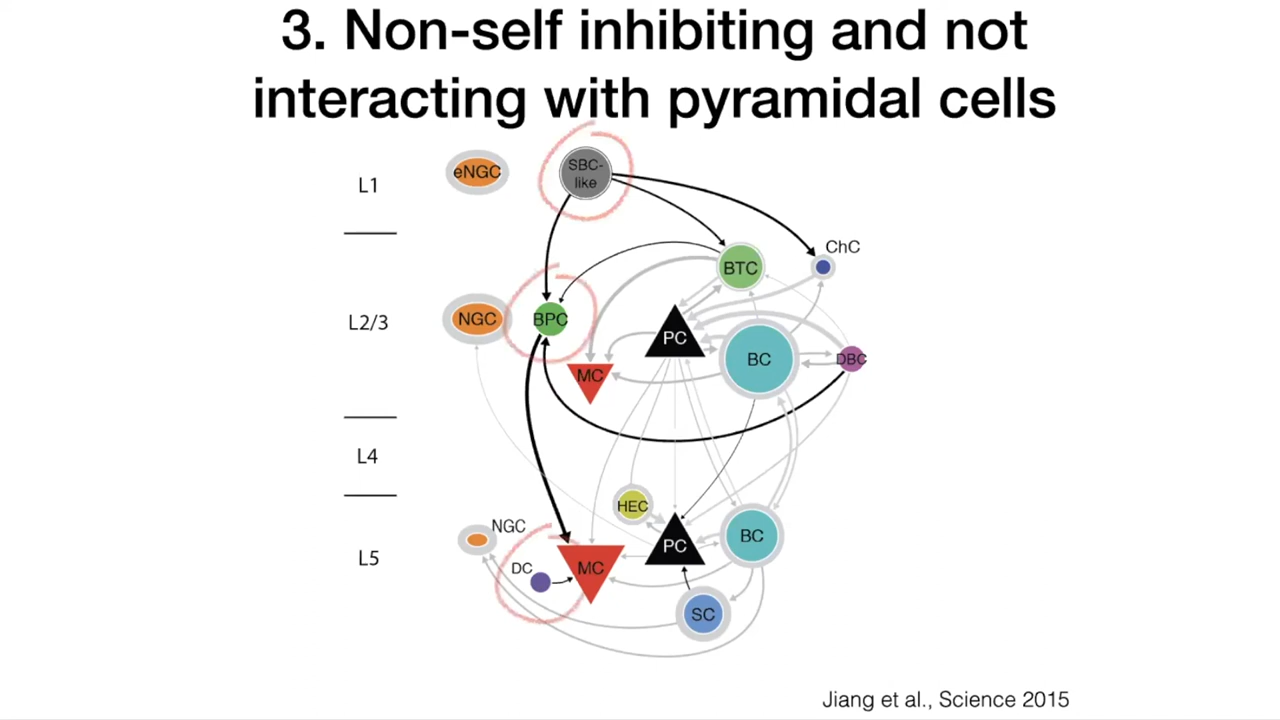 3. Non-self inhibiting and not
interacting with pyramidal cells
L1
eNGC
SBC-
like
ChC
BTC
L2/3
NGC
BPC
PC
MC
BC
DBC
L4
HEC
L5
NGC
DC
MC
PC
BC
SC
Jiang et al., Science 2015